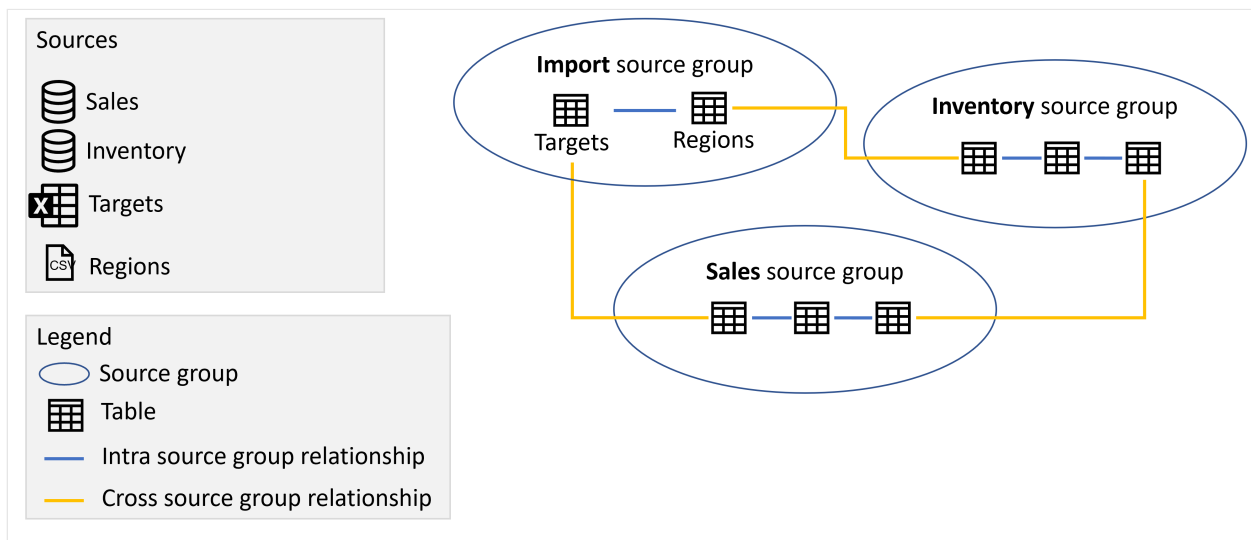 Sources
Sales
Inventory
X
Targets
CSV
Regions
Legend
Source group
Table
Intra source group relationship
Cross source group relationship
Import source group
Targets
Regions
Inventory source group
Sales source group